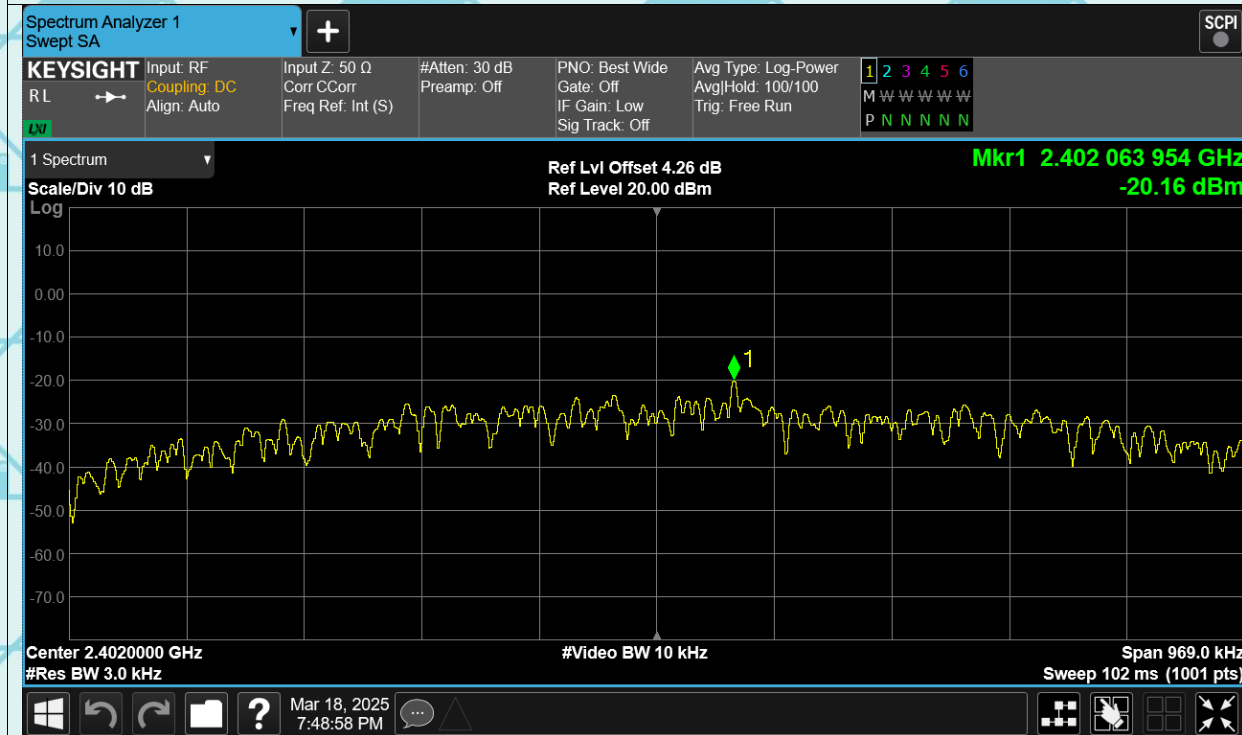 Spectrum Analyzer 1
Swept SA
SCPI
KEYSIGHT
R L
LXI
Input: RF
Coupling: DC
Align: Auto
Input Z: 50 Ω
Corr CCorr
Freq Ref: Int (S)
#Atten: 30 dB
Preamp: Off
PNO: Best Wide
Gate: Off
IF Gain: Low
Sig Track: Off
Avg Type: Log-Power
Avg|Hold: 100/100
Trig: Free Run
1 2 3 4 5 6
M W W W W W
P N N N N N
1 Spectrum
Scale/Div 10 dB
Log
Ref Lvl Offset 4.26 dB
Ref Level 20.00 dBm
Mkr1 2.402 063 954 GHz
-20.16 dBm
10.0
0.00
-10.0
1
-20.0
-30.0
-40.0
-50.0
-60.0
-70.0
Center 2.4020000 GHz
#Video BW 10 kHz
Span 969.0 kHz
#Res BW 3.0 kHz
Sweep 102 ms (1001 pts)
?
Mar 18, 2025
7:48:58 PM